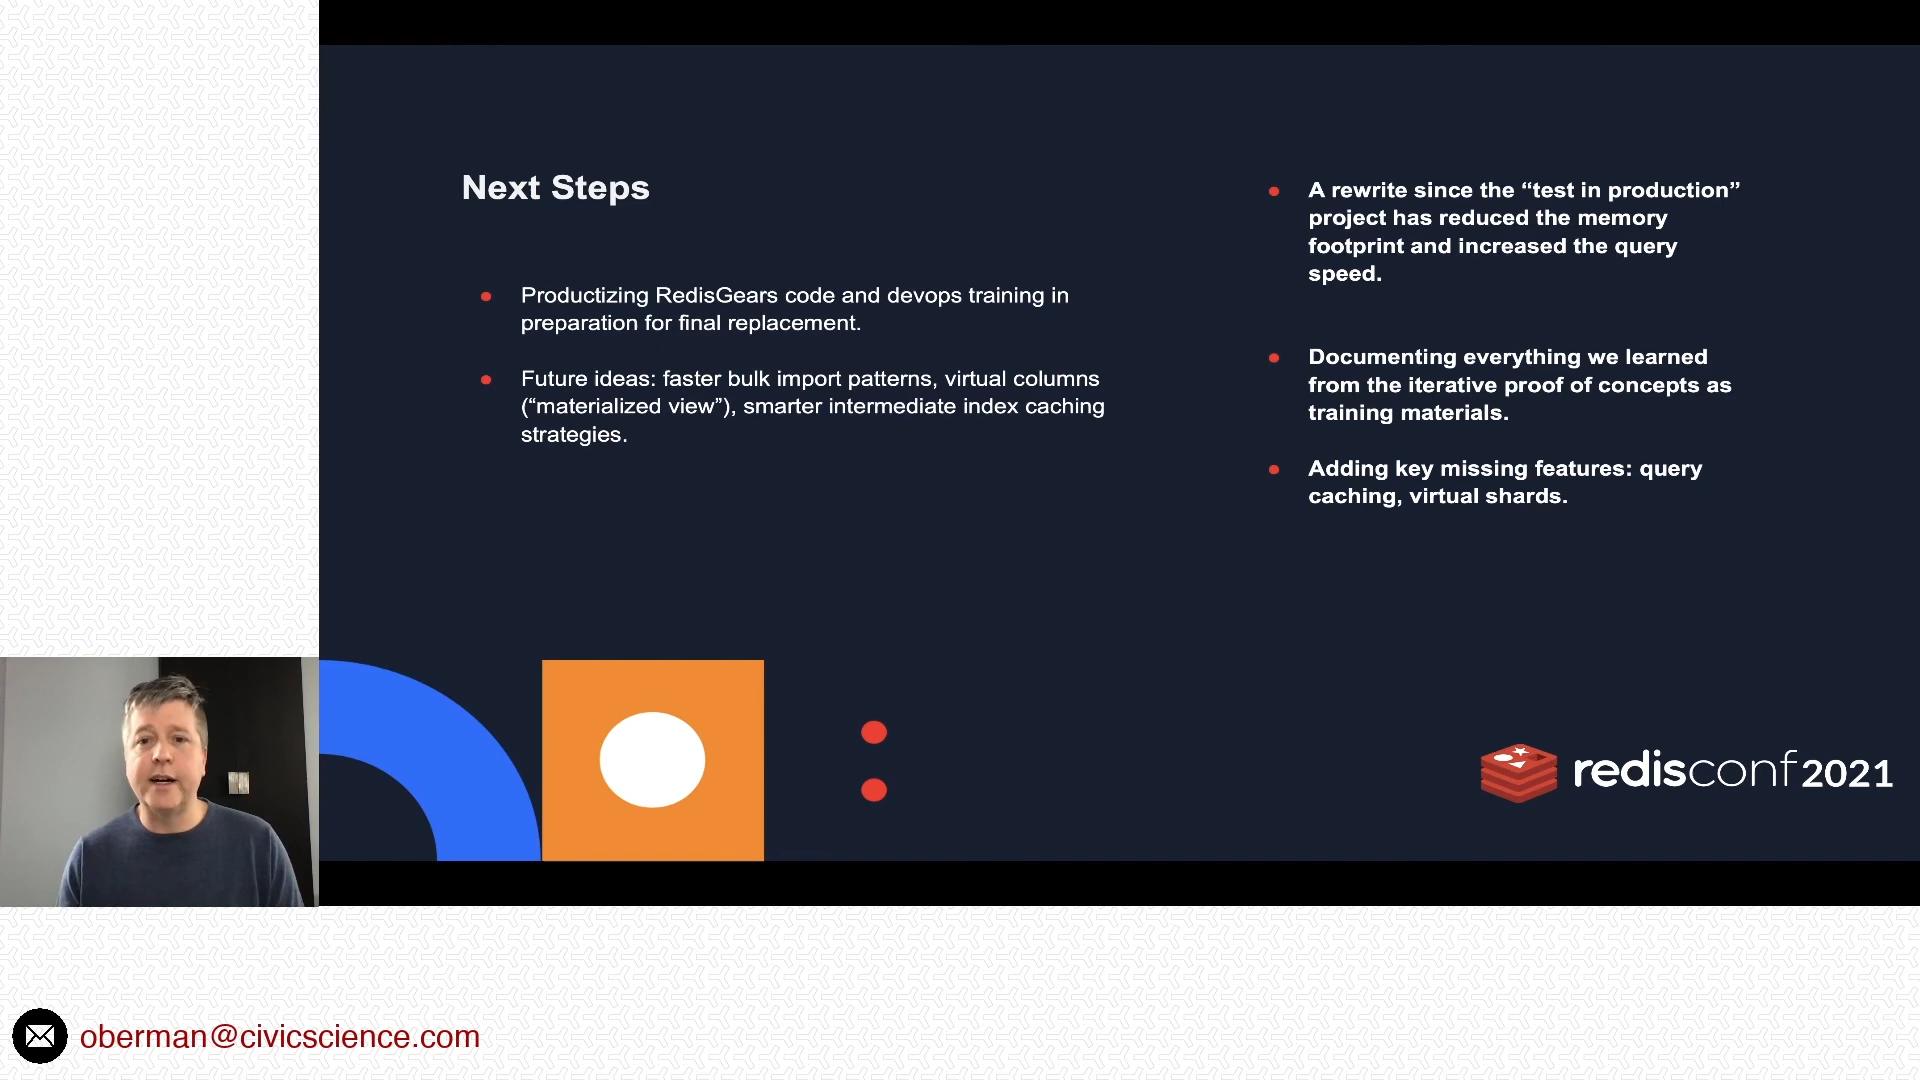 Next Steps
• Productizing RedisGears code and devops training in
preparation for final replacement.
• Future ideas: faster bulk import patterns, virtual columns
(“materialized view”), smarter intermediate index caching
strategies.
• A rewrite since the “test in production”
project has reduced the memory
footprint and increased the query
speed.
• Documenting everything we learned
from the iterative proof of concepts as
training materials.
• Adding key missing features: query
caching, virtual shards.
redisconf 2021
oberman@civicscience.com